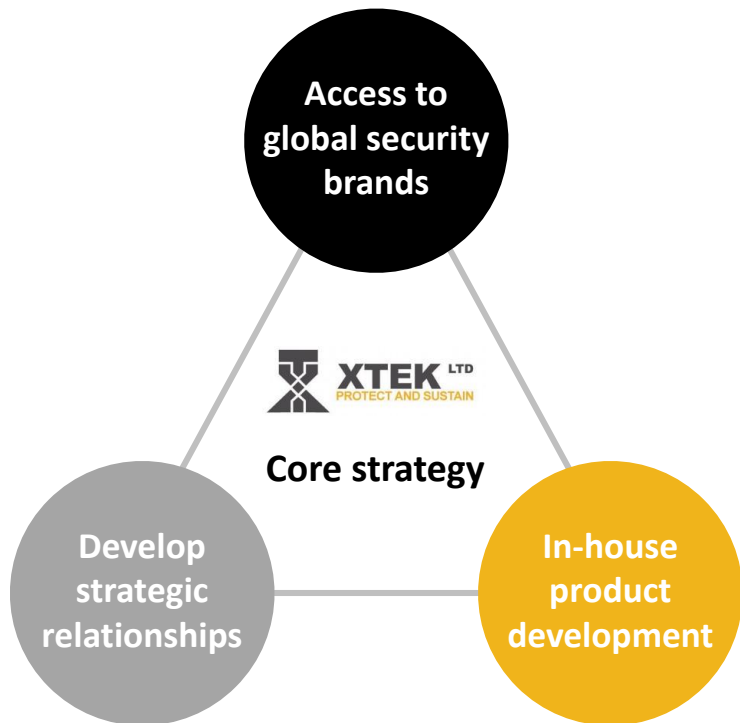 Access to
global security
brands
XTEK LTD
PROTECT AND SUSTAIN
Core strategy
Develop
strategic
relationships
In-house
product
development